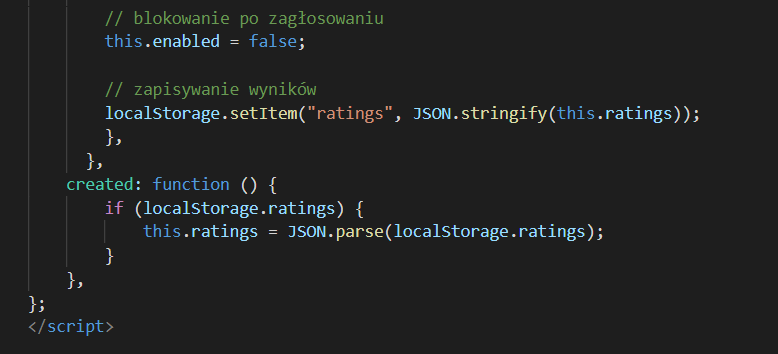 // blokowanie po zagłosowaniu
this.enabled = false;
// zapisywanie wyników
localStorage.setItem("ratings", JSON.stringify(this.ratings));
},
},
created: function () {
if (localStorage.ratings) {
this.ratings = JSON.parse(localStorage.ratings);
}
},
};
</script>